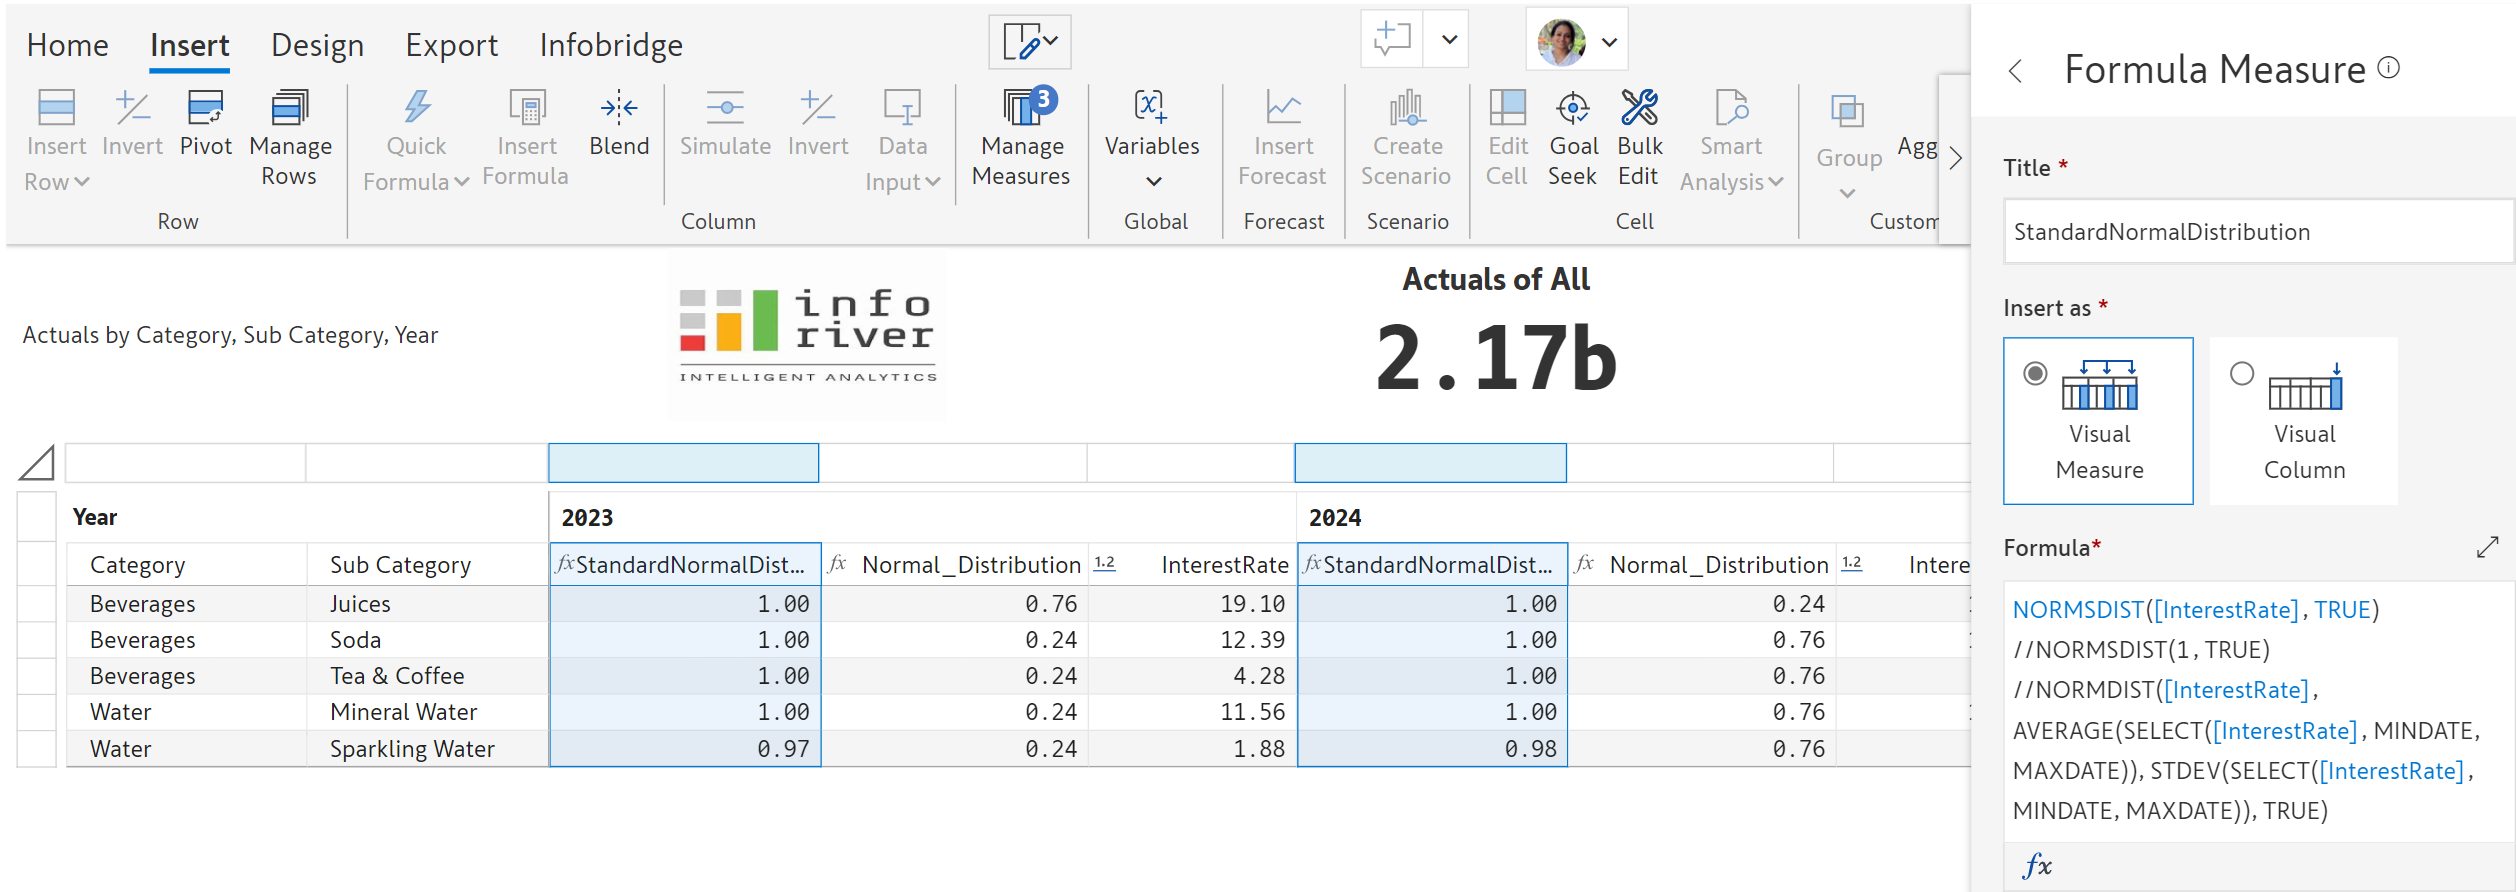 Home Insert Design Export Infobridge
Insert Row
Invert
Pivot
Manage Rows
Row
Quick Formula
Insert Formula
Blend
Simulate
Invert
Data Input
Column
3
Manage Measures
Variables
Global
Insert Forecast
Forecast
Create Scenario
Scenario
Edit Cell
Goal Seek
Bulk Edit
Smart Analysis
Cell
Group
Agg
Custom
Actuals by Category, Sub Category, Year
info
river
INTELLIGENT ANALYTICS
Actuals of All
2.17b
Year 2023 2024
Category Sub Category fx StandardNormalDist... fx Normal_Distribution 1.2 InterestRate fx StandardNormalDist... fx Normal_Distribution 1.2 Intere
Beverages Juices 1.00 0.76 19.10 1.00 0.24
Beverages Soda 1.00 0.24 12.39 1.00 0.76
Beverages Tea & Coffee 1.00 0.24 4.28 1.00 0.76
Water Mineral Water 1.00 0.24 11.56 1.00 0.76
Water Sparkling Water 0.97 0.24 1.88 0.98 0.76
Formula Measure
Title *
StandardNormalDistribution
Insert as *
Visual Measure
Visual Column
Formula*
NORMSDIST([InterestRate], TRUE)
//NORMSDIST(1, TRUE)
//NORMDIST([InterestRate],
AVERAGE(SELECT([InterestRate], MINDATE,
MAXDATE)), STDEV(SELECT([InterestRate],
MINDATE, MAXDATE)), TRUE)
fx